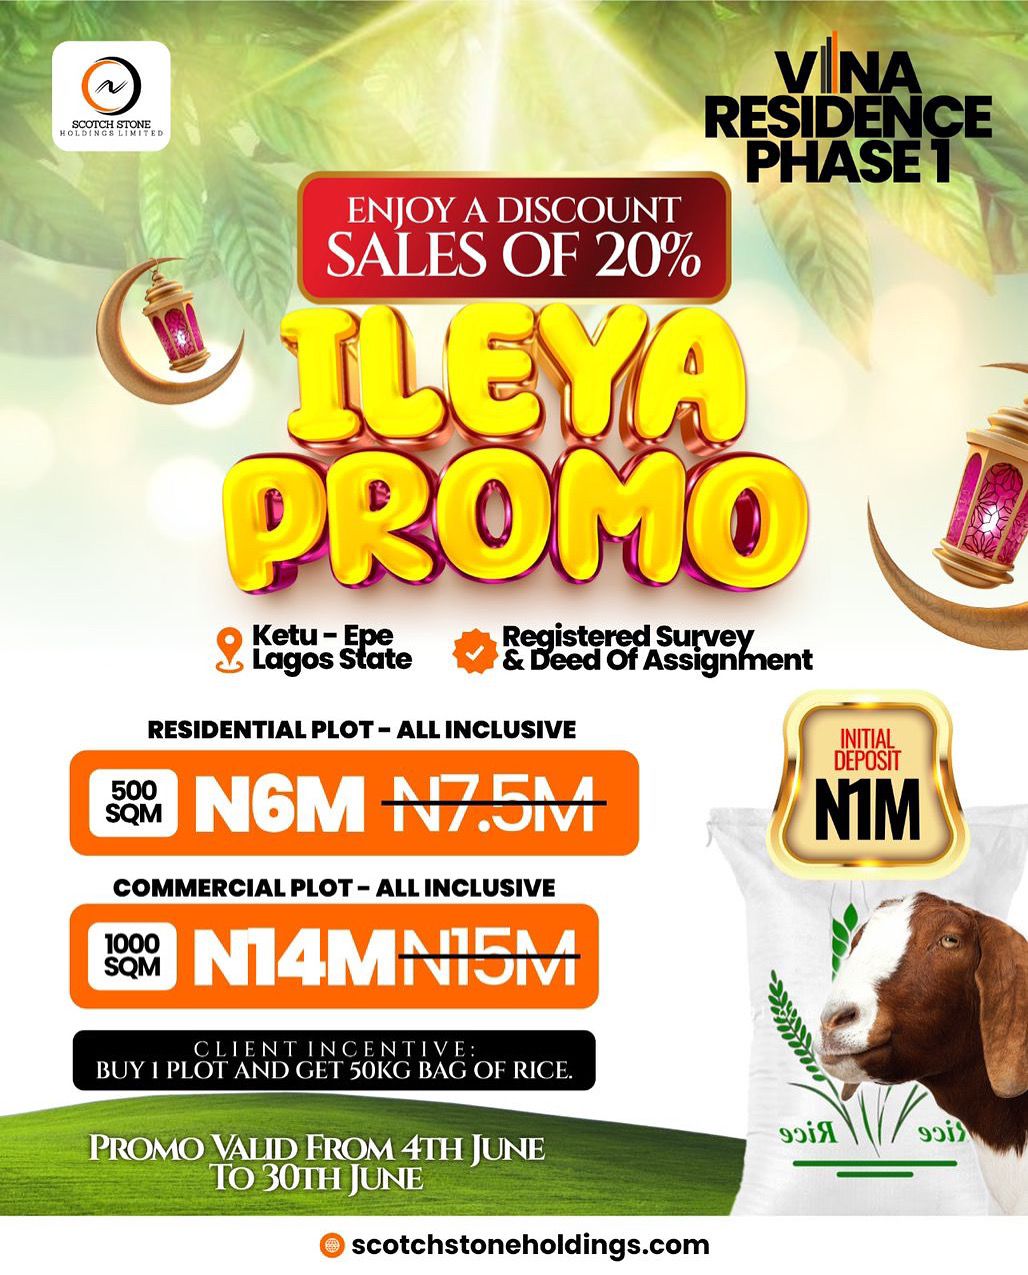 SCOTCH STONE
HOLDINGS LIMITED
VINA
RESIDENCE
PHASE 1
ENJOY A DISCOUNT
SALES OF 20%
ILEYA
PROMO
Ketu - Epe
Lagos State
Registered Survey
& Deed Of Assignment
RESIDENTIAL PLOT - ALL INCLUSIVE
500
SQM
N6M N7.5M
INITIAL
DEPOSIT
N1M
COMMERCIAL PLOT - ALL INCLUSIVE
1000
SQM
N14M N15M
CLIENT INCENTIVE:
BUY 1 PLOT AND GET 50KG BAG OF RICE.
Rice Rice
PROMO VALID FROM 4TH JUNE
TO 30TH JUNE
scotchstoneholdings.com